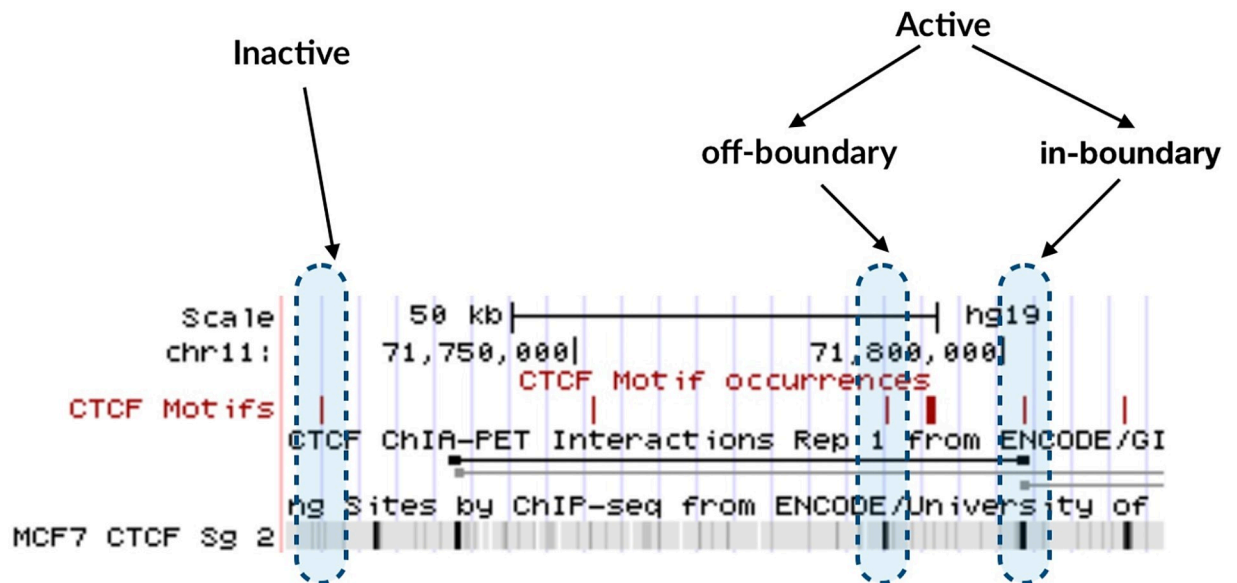 Active
Inactive
off-boundary in-boundary
Scale 50 kb hg19
chr11: 71,750,000 71,800,000
CTCF Motif occurrences
CTCF Motifs
CTCF ChIA-PET Interactions Rep 1 from ENCODE/GI
ng Sites by ChIP-seq from ENCODE/University of
MCF7 CTCF Sg 2